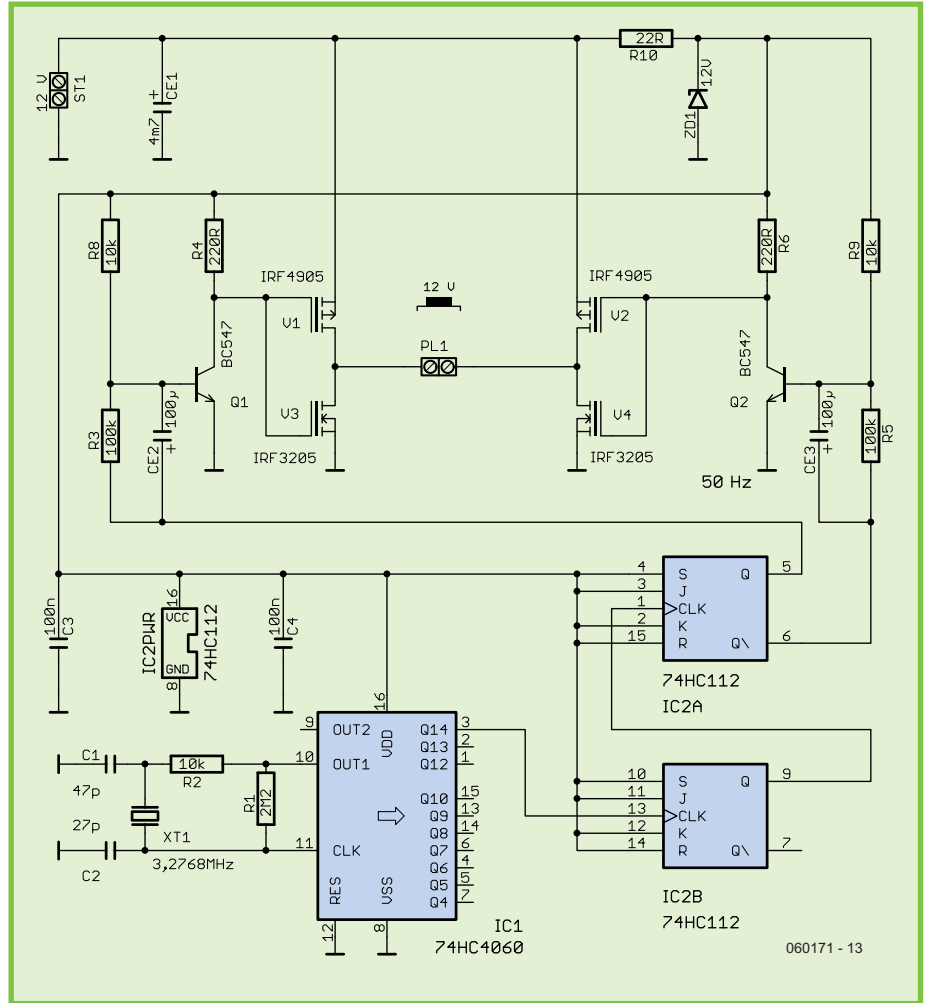 22R
R10
12 V
ST1
+
CE1
4m7
12V
ZD1
R8
10k
R4
220R
220R
R6
R9
10k
IRF4905
IRF4905
12 V
V1
V2
PL1
BC547
BC547
Q1
Q2
V3
V4
IRF3205
IRF3205
R3
100k
100µ
CE2
+
100µ
CE3
+
100k
R5
50 Hz
4 S Q 5
3 J
1 CLK
2 K
15 R Q\ 6
74HC112
IC2A
100n
C3
16
VCC
GND
8
IC2PWR
74HC112
100n
C4
16
9 OUT2 VDD Q14 3
Q13 2
10 OUT1 Q12 1
Q10 15
Q9 13
Q8 14
Q7 6
11 CLK Q6 4
Q5 5
Q4 7
RES
VSS
12
8
IC1
74HC4060
C1
47p
10k
R2
R1
2M2
27p
C2
XT1
3,2768MHz
10 S Q 9
11 J
13 CLK
12 K
14 R Q\ 7
IC2B
74HC112
060171 - 13